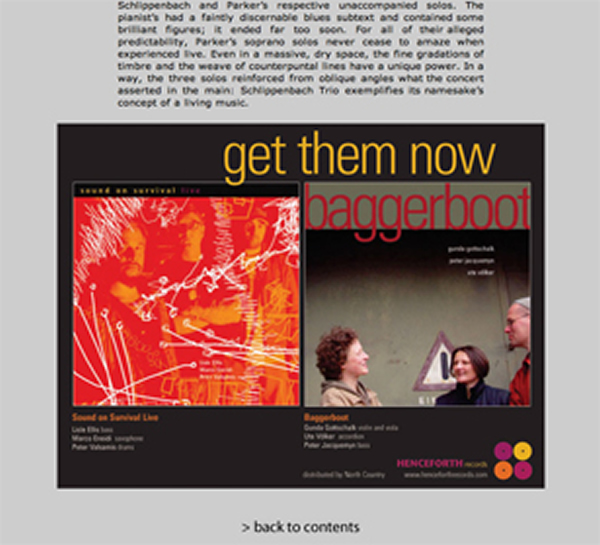 Schlippenbach and Parker's respective unaccompanied solos. The
pianist's had a faintly discernable blues subtext and contained some
brilliant figures; it ended far too soon. For all of their alleged
predictability, Parker's soprano solos never cease to amaze when
experienced live. Even in a massive, dry space, the fine gradations of
timbre and the weave of counterpuntal lines have a unique power. In a
way, the three solos reinforced from oblique angles what the concert
asserted in the main: Schlippenbach Trio exemplifies its namesake's
concept of a living music.
get them now
sound on survival live
baggerboot
gunda gottschalk
peter jacquemyn
ute völker
Lisle Ellis
Marco Eneidi
Peter Valsamis
Sound on Survival Live
Lisle Ellis bass
Marco Eneidi saxophone
Peter Valsamis drums
Baggerboot
Gunda Gottschalk violin and viola
Ute Völker accordion
Peter Jacquemyn bass
HENCEFORTH records
distributed by North Country
www.henceforthrecords.com
> back to contents